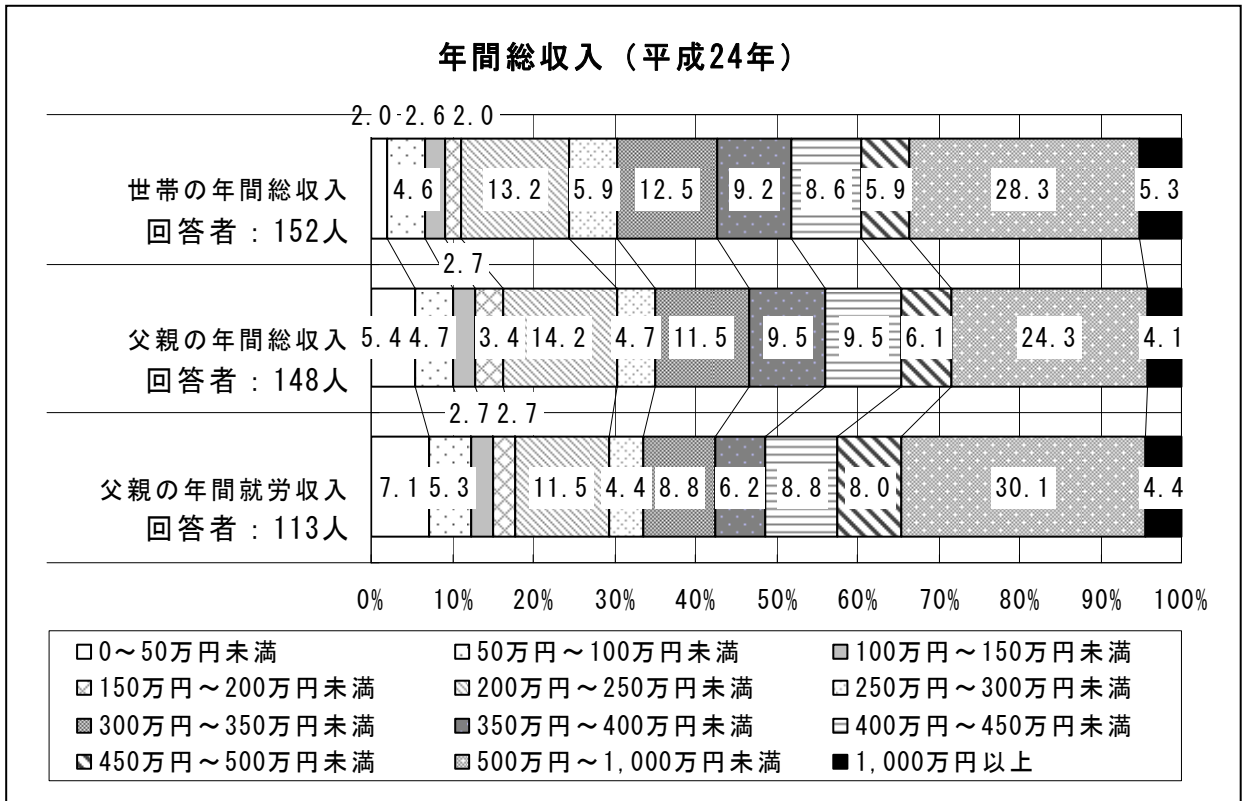 年間総収入（平成24年）
2.0 2.6 2.0
世帯の年間総収入 4.6 13.2 5.9 12.5 9.2 8.6 5.9 28.3 5.3
回答者：152人
2.7
父親の年間総収入 5.4 4.7 3.4 14.2 4.7 11.5 9.5 9.5 6.1 24.3 4.1
回答者：148人
2.7 2.7
父親の年間就労収入 7.1 5.3 11.5 4.4 8.8 6.2 8.8 8.0 30.1 4.4
回答者：113人
0% 10% 20% 30% 40% 50% 60% 70% 80% 90% 100%
0～50万円未満 50万円～100万円未満 100万円～150万円未満
150万円～200万円未満 200万円～250万円未満 250万円～300万円未満
300万円～350万円未満 350万円～400万円未満 400万円～450万円未満
450万円～500万円未満 500万円～1,000万円未満 1,000万円以上